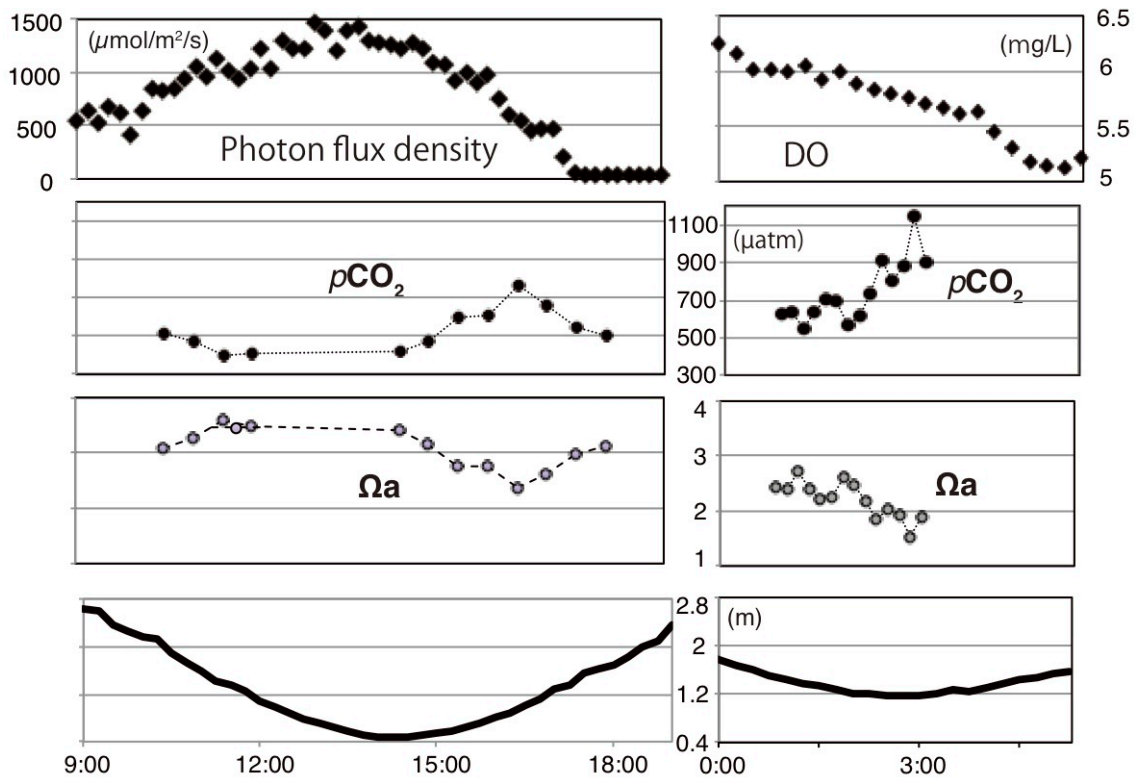 1500
1000
500
0
(µmol/m²/s)
Photon flux density
6.5
6
5.5
5
(mg/L)
DO
pCO₂
1100
900
700
500
300
(µatm)
pCO₂
Ωa
4
3
2
1
Ωa
2.8
2
1.2
0.4
(m)
9:00 12:00 15:00 18:00 0:00 3:00